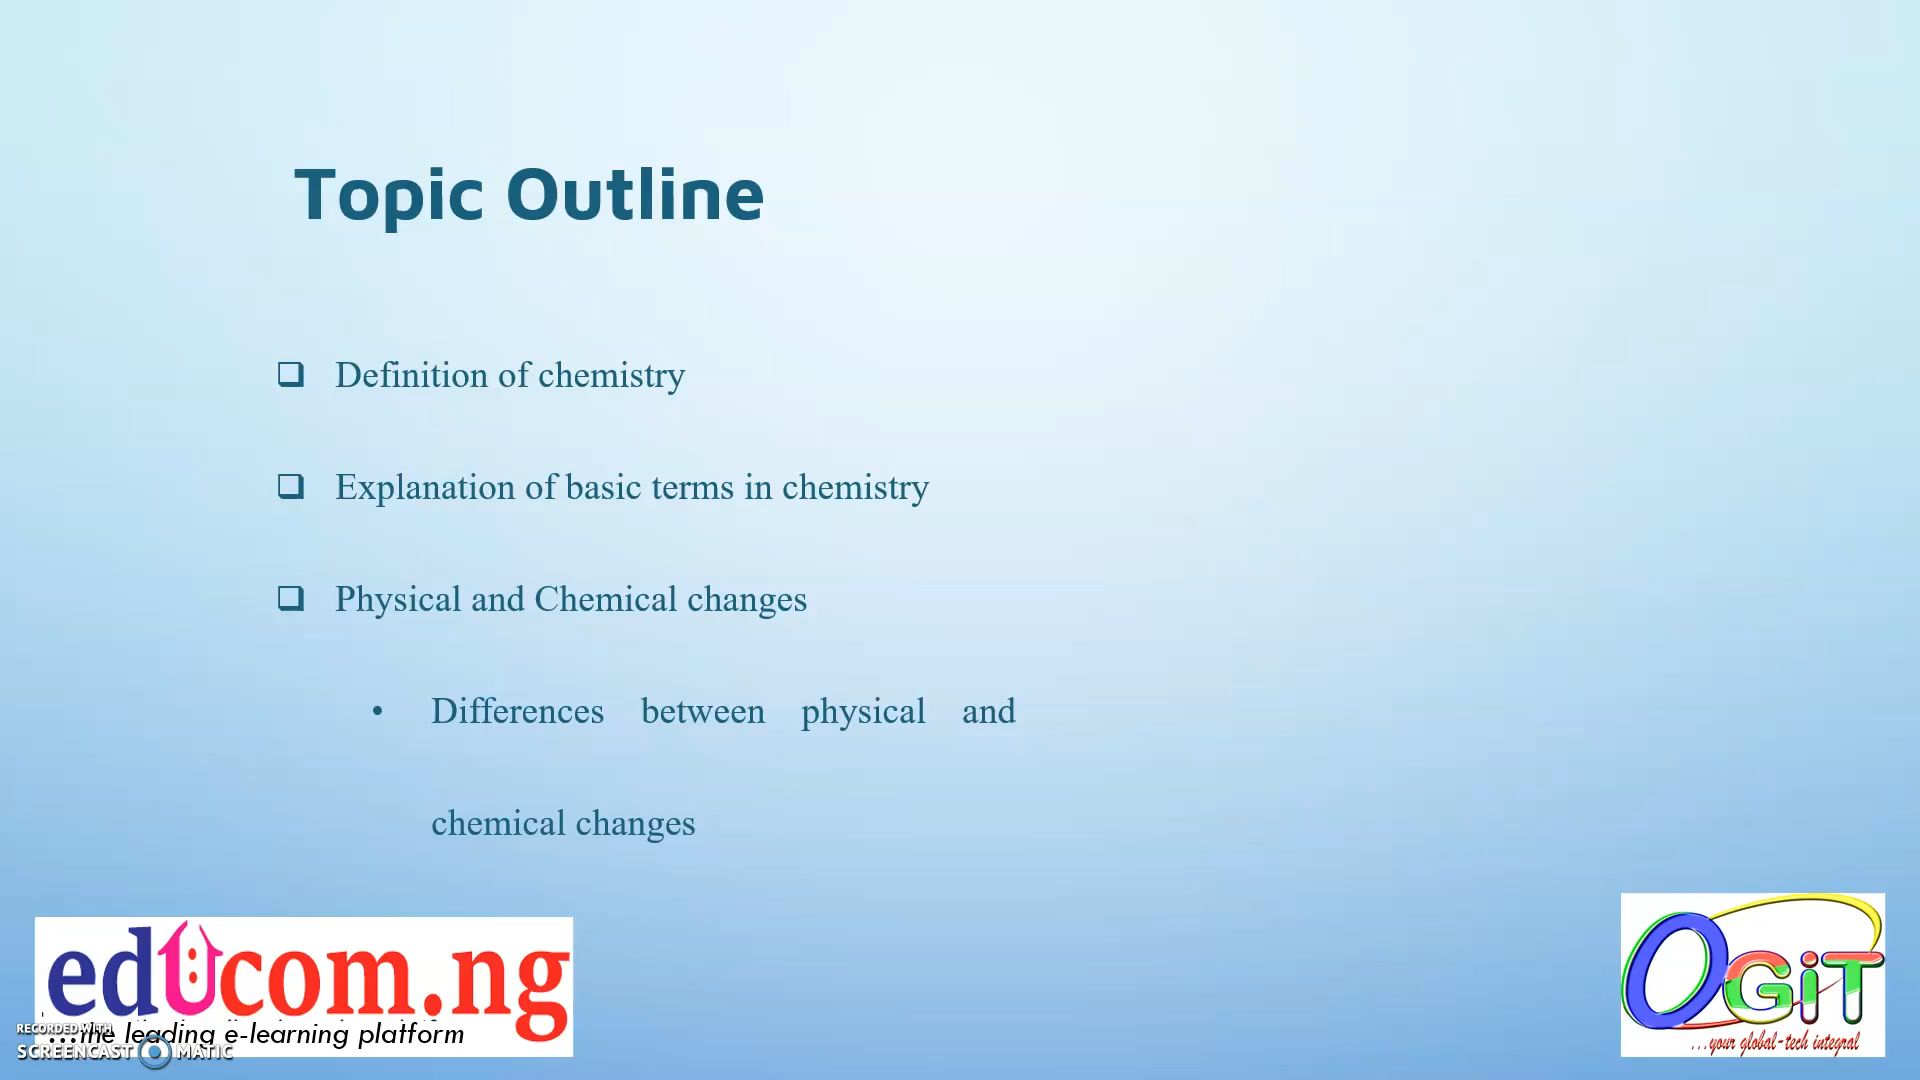 Topic Outline
Definition of chemistry
Explanation of basic terms in chemistry
Physical and Chemical changes
• Differences between physical and
chemical changes
edUcom.ng
...the leading e-learning platform
RECORDED WITH
SCREENCAST MATIC
OGiT
...your global-tech integral